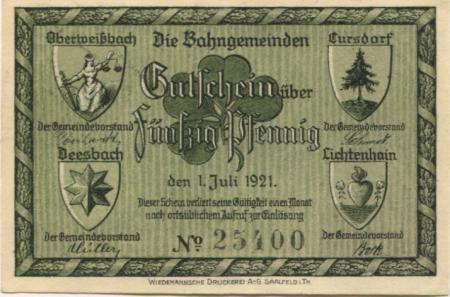 Oberweißbach
Die Bahngemeinden
Cursdorf
Gutschein über
Fünfzig Pfennig
Der Gemeindevorstand
Der Gemeindevorstand
Deesbach
Lichtenhain
den 1. Juli 1921.
Dieser Schein verliert seine Gültigkeit einen Monat
nach ortsüblichem Aufruf zur Einlösung
Der Gemeindevorstand
Der Gemeindevorstand
Müller
№ 25400
WIEDEMANNSCHE DRUCKEREI A-G. SAALFELD i. TH.